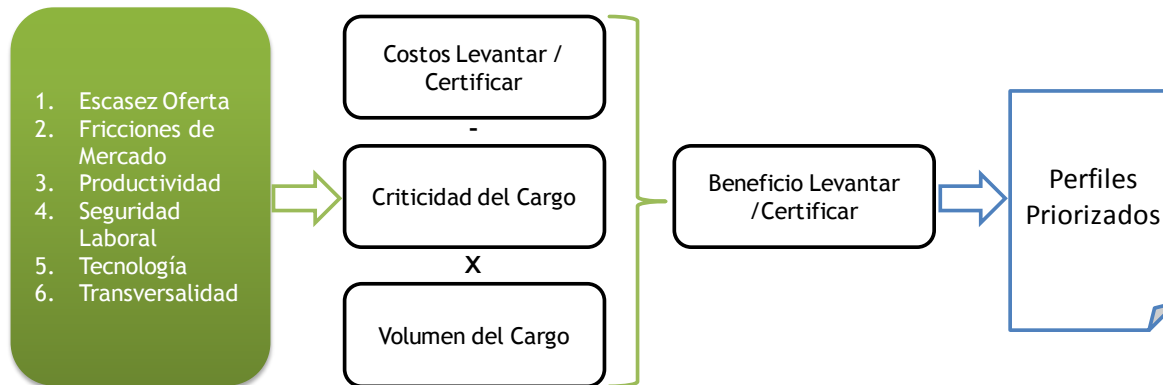 1. Escasez Oferta
2. Fricciones de
Mercado
3. Productividad
4. Seguridad
Laboral
5. Tecnología
6. Transversalidad
Costos Levantar /
Certificar
-
Criticidad del Cargo
X
Volumen del Cargo
Beneficio Levantar
/Certificar
Perfiles
Priorizados